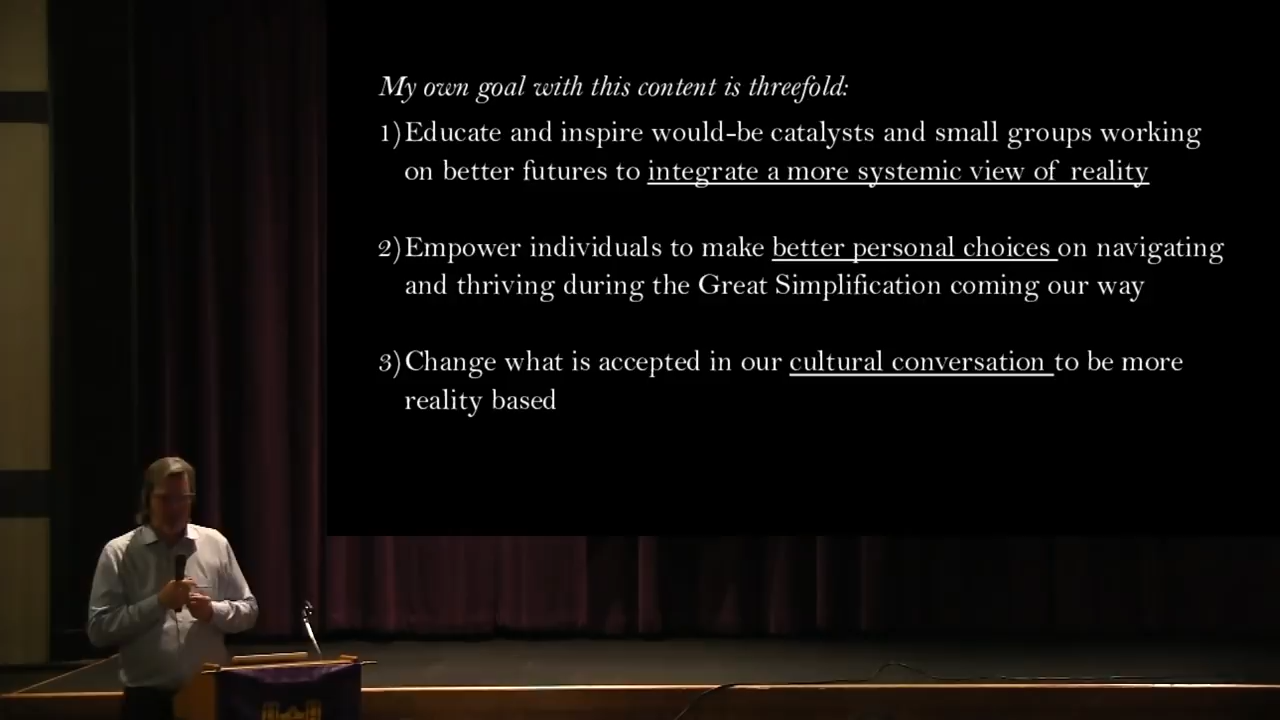 My own goal with this content is threefold:
1) Educate and inspire would-be catalysts and small groups working
on better futures to integrate a more systemic view of reality
2) Empower individuals to make better personal choices on navigating
and thriving during the Great Simplification coming our way
3) Change what is accepted in our cultural conversation to be more
reality based